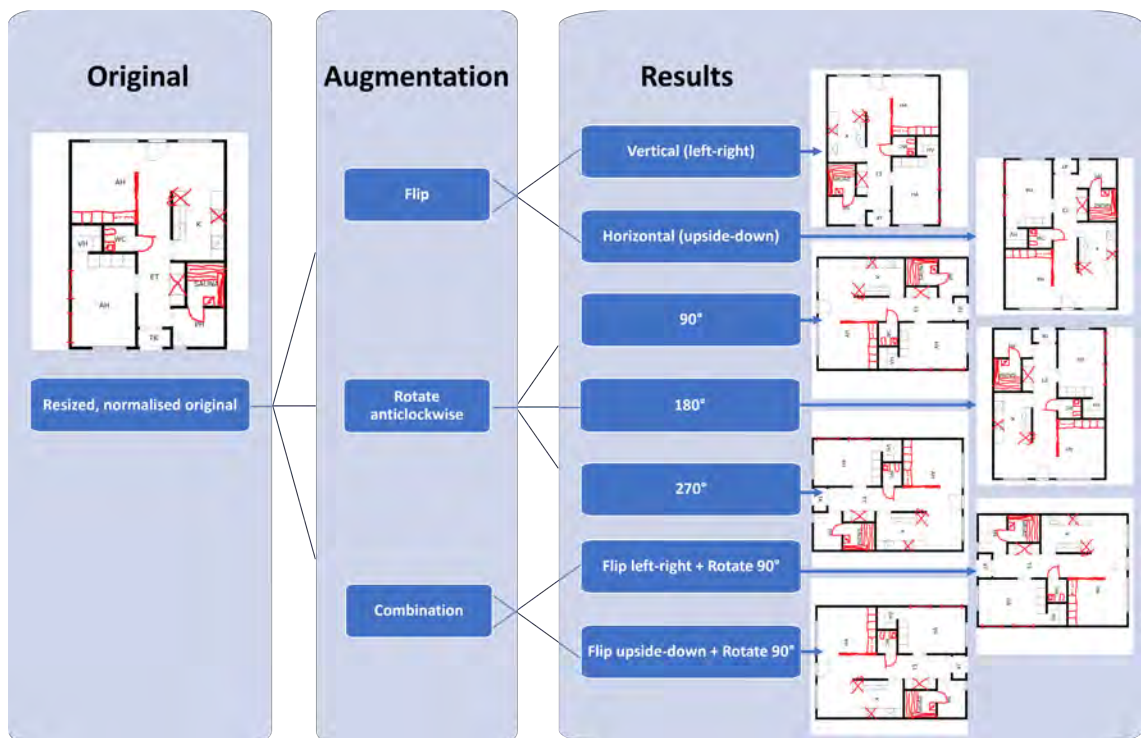 Original
Augmentation
Results
AH
K
VH
WC
ET
SAUNA
AH
PH
TK
Resized, normalised original
Flip
Rotate
anticlockwise
Combination
Vertical (left-right)
Horizontal (upside-down)
90°
180°
270°
Flip left-right + Rotate 90°
Flip upside-down + Rotate 90°